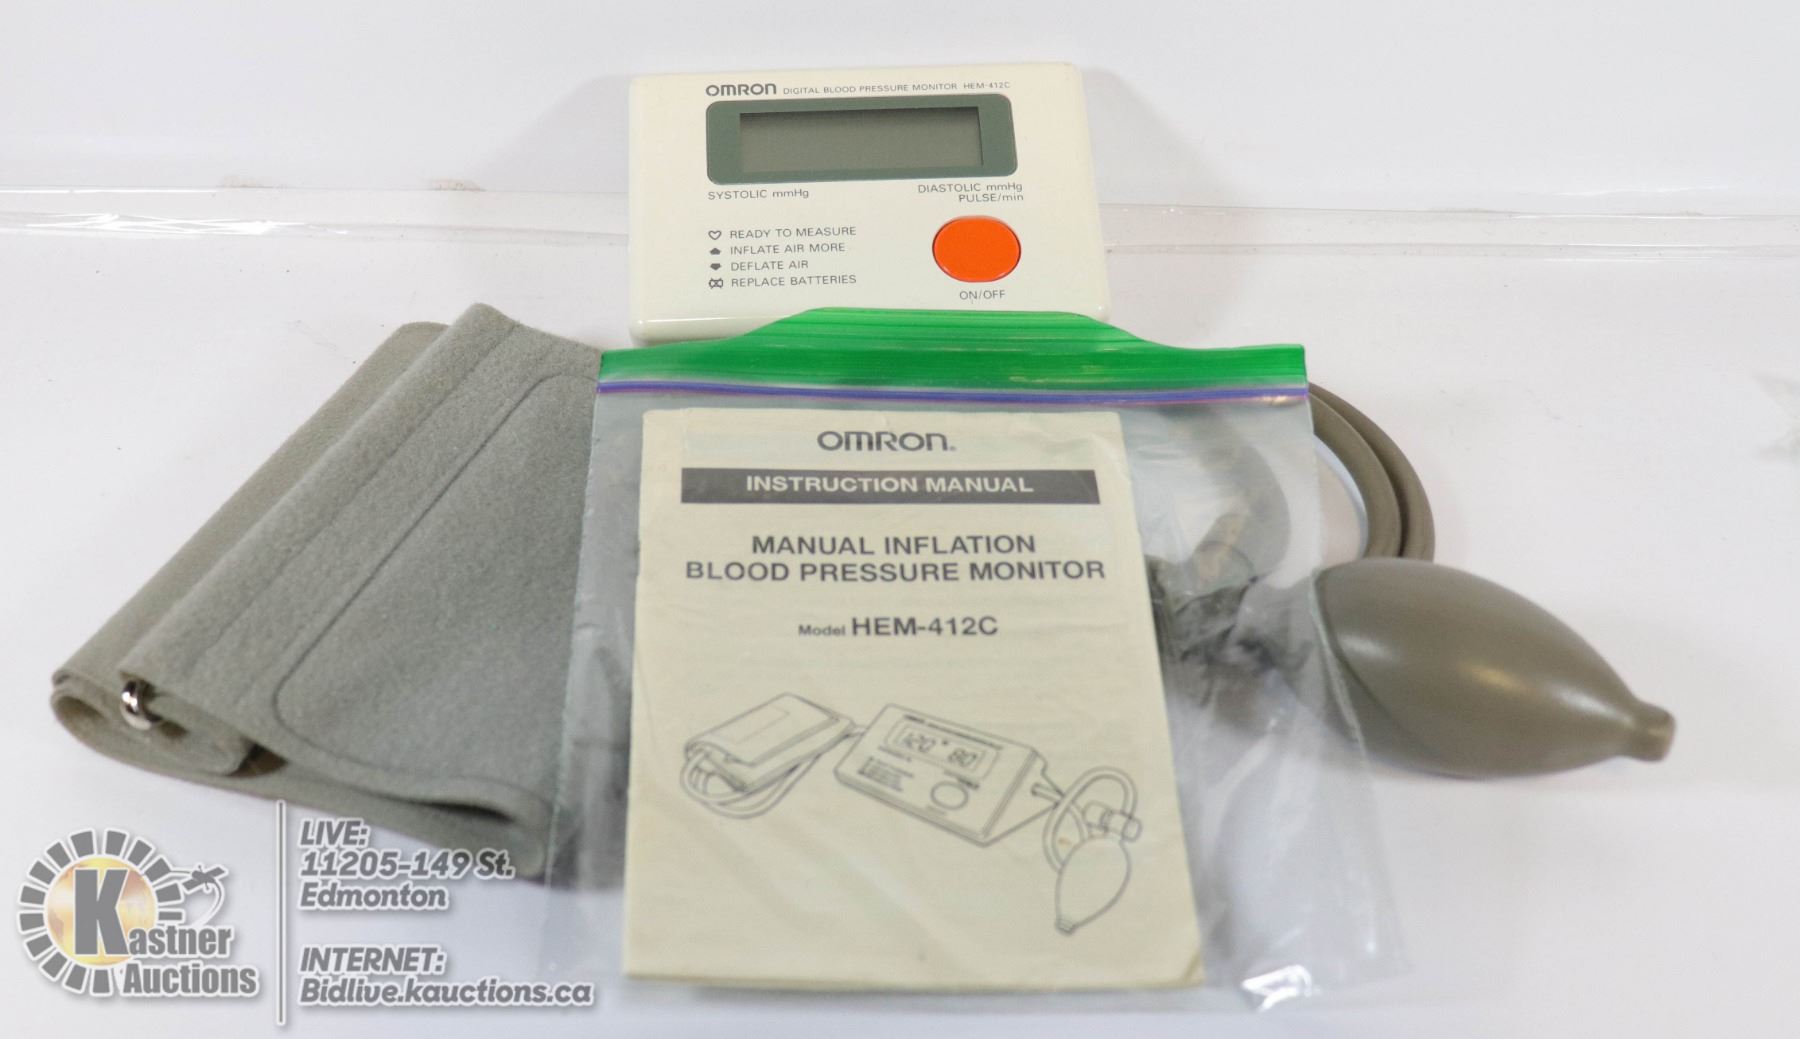 OMRON DIGITAL BLOOD PRESSURE MONITOR HEM-412C
SYSTOLIC mmHg
DIASTOLIC mmHg
PULSE/min
READY TO MEASURE
INFLATE AIR MORE
DEFLATE AIR
REPLACE BATTERIES
ON/OFF
OMRON
INSTRUCTION MANUAL
MANUAL INFLATION
BLOOD PRESSURE MONITOR
Model HEM-412C
120 80
Kastner
Auctions
LIVE:
11205-149 St.
Edmonton
INTERNET:
Bidlive.kauctions.ca